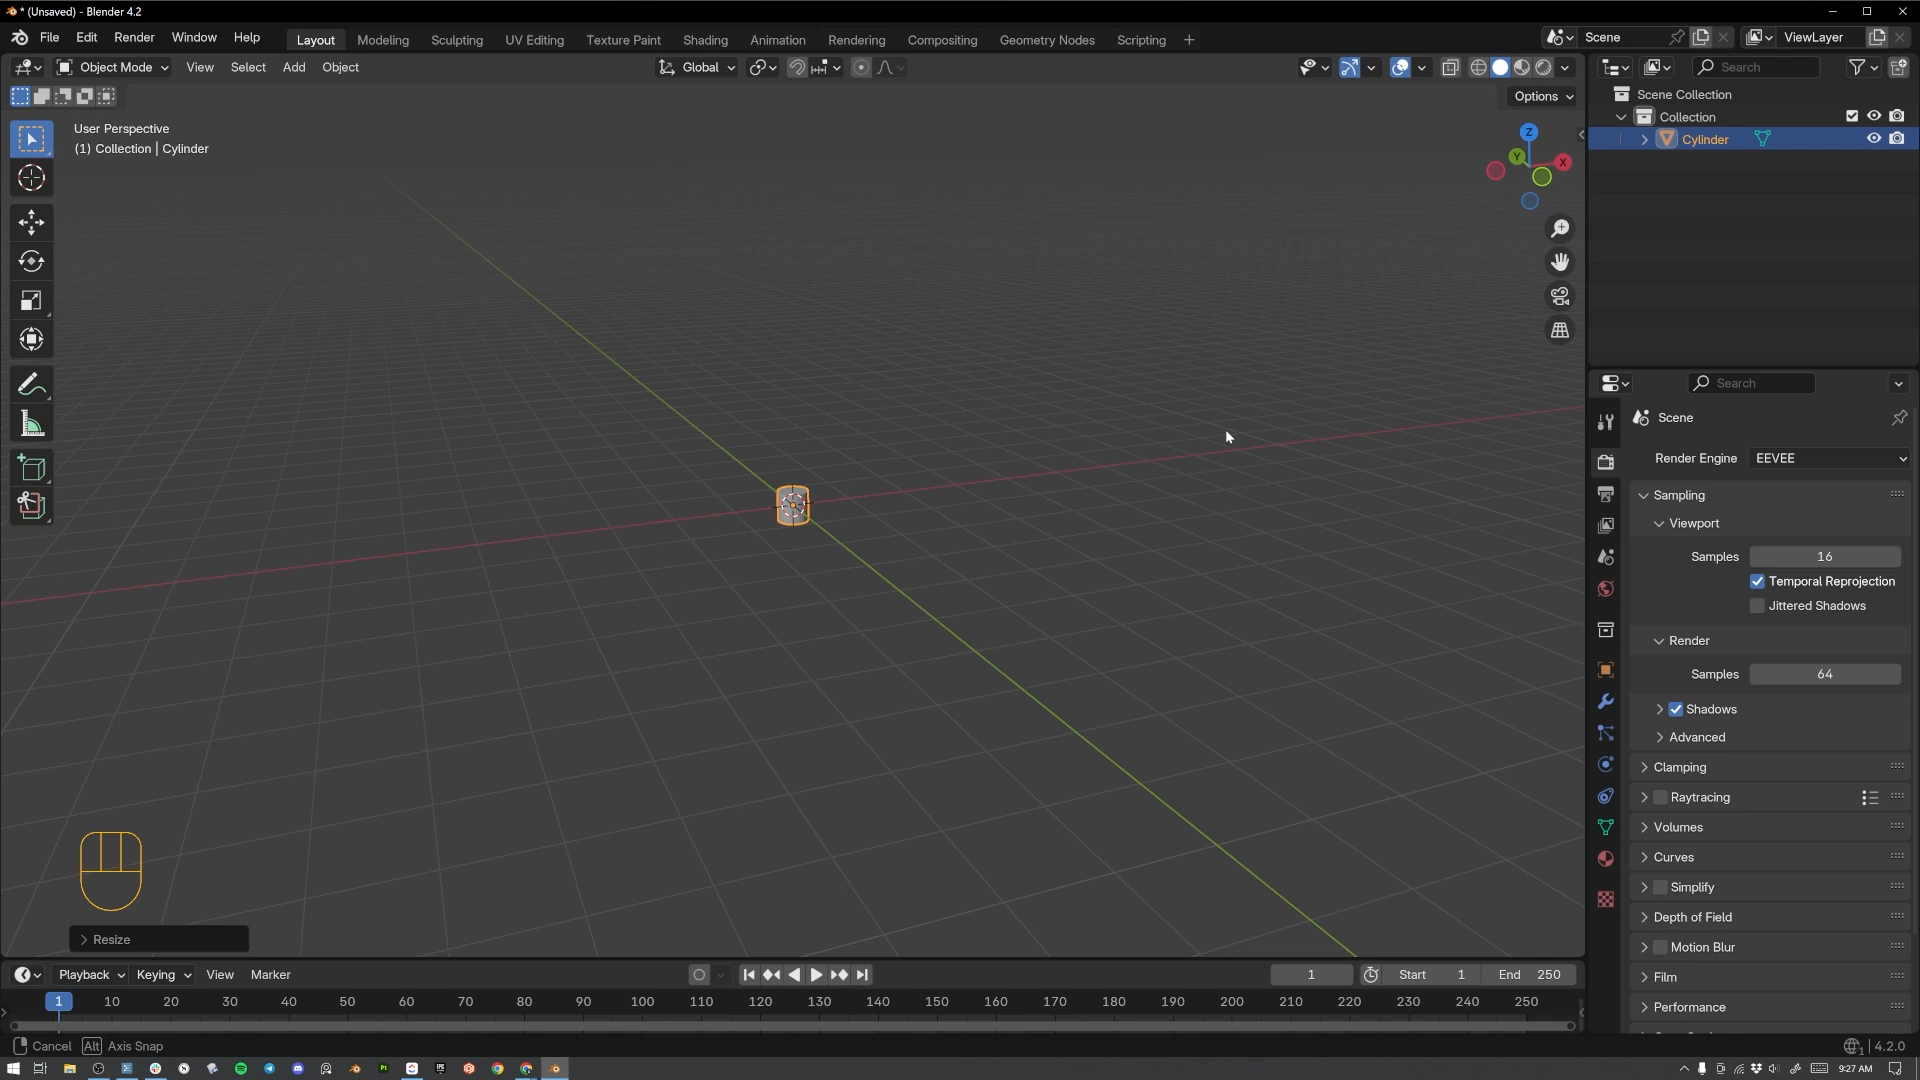 * (Unsaved) - Blender 4.2
File Edit Render Window Help Layout Modeling Sculpting UV Editing Texture Paint Shading Animation Rendering Compositing Geometry Nodes Scripting + Scene ViewLayer
Object Mode View Select Add Object Global Search
Options
User Perspective
(1) Collection | Cylinder
Z
Y
X
Scene Collection
Collection
Cylinder
Search
Scene
Render Engine EEVEE
Sampling
Viewport
Samples 16
Temporal Reprojection
Jittered Shadows
Render
Samples 64
Shadows
Advanced
Clamping
Raytracing
Volumes
Curves
Simplify
Depth of Field
Motion Blur
Film
Performance
Resize
Playback Keying View Marker 1 Start 1 End 250
1 10 20 30 40 50 60 70 80 90 100 110 120 130 140 150 160 170 180 190 200 210 220 230 240 250
Cancel Alt Axis Snap 4.2.0
9:27 AM